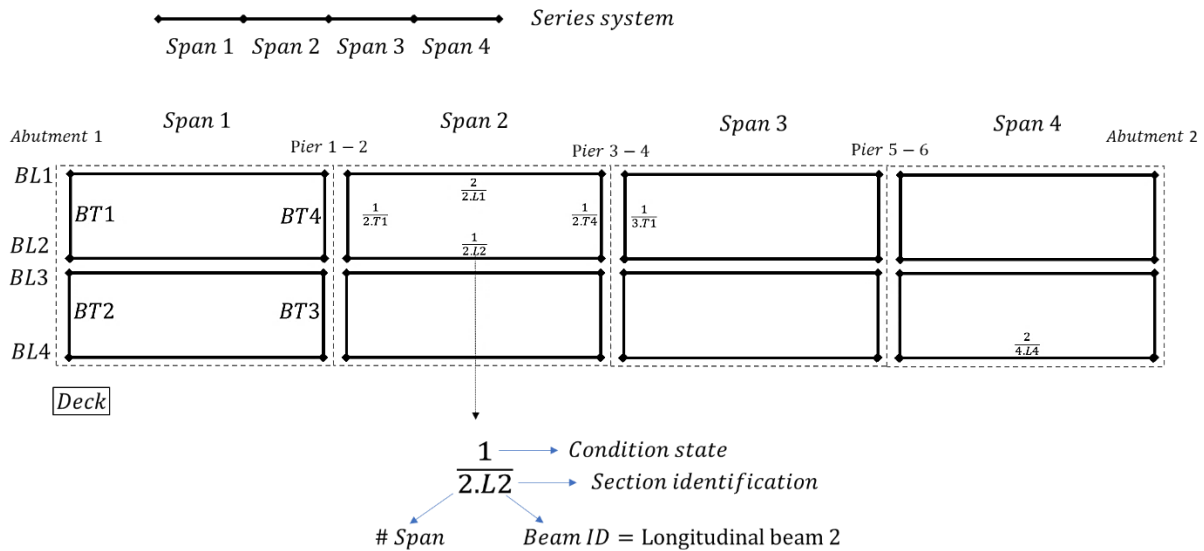 Series system
Span 1 Span 2 Span 3 Span 4
Span 1 Span 2 Span 3 Span 4
Abutment 1 Pier 1 − 2 Pier 3 − 4 Pier 5 − 6 Abutment 2
BL1
2
2.L1
BT1 BT4
1
2.T1
1
2.T4
1
3.T1
BL2
1
2.L2
BL3
BT2 BT3
BL4
2
4.L4
Deck
1 Condition state
2.L2 Section identification
# Span Beam ID = Longitudinal beam 2